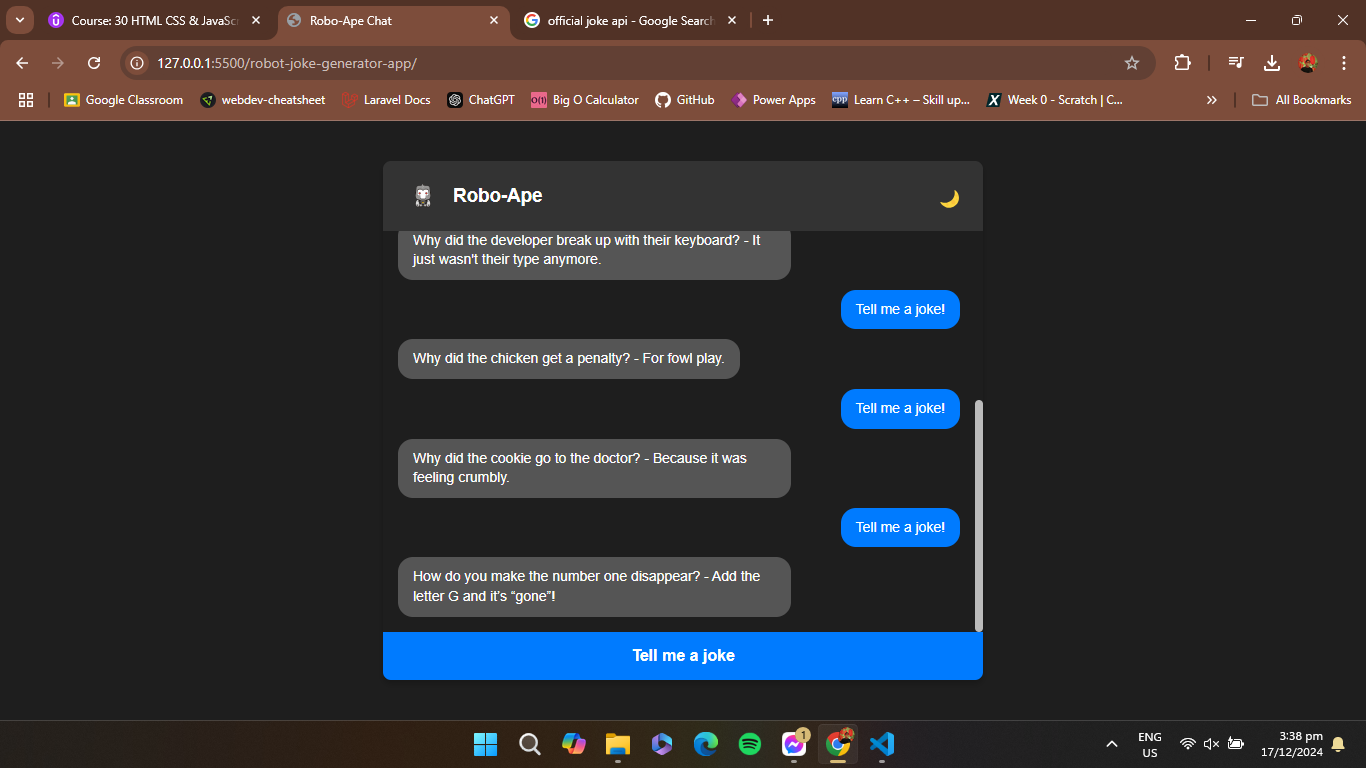 Course: 30 HTML CSS & JavaSc
Robo-Ape Chat
official joke api - Google Search
127.0.0.1:5500/robot-joke-generator-app/
Google Classroom
webdev-cheatsheet
Laravel Docs
ChatGPT
O(1)
Big O Calculator
GitHub
Power Apps
cpp
Learn C++ – Skill up...
X
Week 0 - Scratch | C...
All Bookmarks
Robo-Ape
Why did the developer break up with their keyboard? - It
just wasn't their type anymore.
Tell me a joke!
Why did the chicken get a penalty? - For fowl play.
Tell me a joke!
Why did the cookie go to the doctor? - Because it was
feeling crumbly.
Tell me a joke!
How do you make the number one disappear? - Add the
letter G and it’s “gone”!
Tell me a joke
1
ENG
US
3:38 pm
17/12/2024